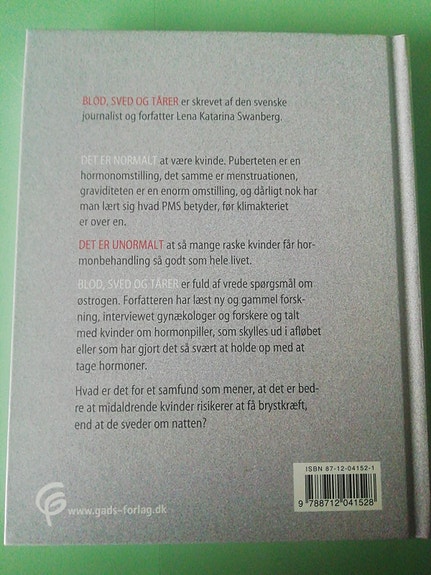 BLOD, SVED OG TÅRER er skrevet af den svenske
journalist og forfatter Lena Katarina Swanberg.
DET ER NORMALT at være kvinde. Puberteten er en
hormonomstilling, det samme er menstruationen,
graviditeten er en enorm omstilling, og dårligt nok har
man lært sig hvad PMS betyder, før klimakteriet
er over en.
DET ER UNORMALT at så mange raske kvinder får hor-
monbehandling så godt som hele livet.
BLOD, SVED OG TÅRER er fuld af vrede spørgsmål om
østrogen. Forfatteren har læst ny og gammel forsk-
ning, interviewet gynækologer og forskere og talt
med kvinder om hormonpiller, som skylles ud i afløbet
eller som har gjort det så svært at holde op med at
tage hormoner.
Hvad er det for et samfund som mener, at det er bed-
re at midaldrende kvinder risikerer at få brystkræft,
end at de sveder om natten?
ISBN 87-12-04152-1
9 788712 041528
www.gads-forlag.dk